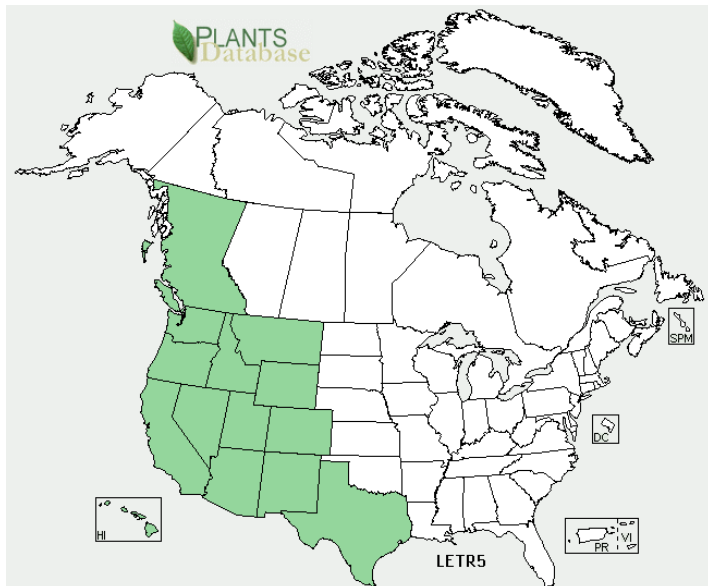 PLANTS
Database
SPM
DC
HI
PR
VI
LETR5